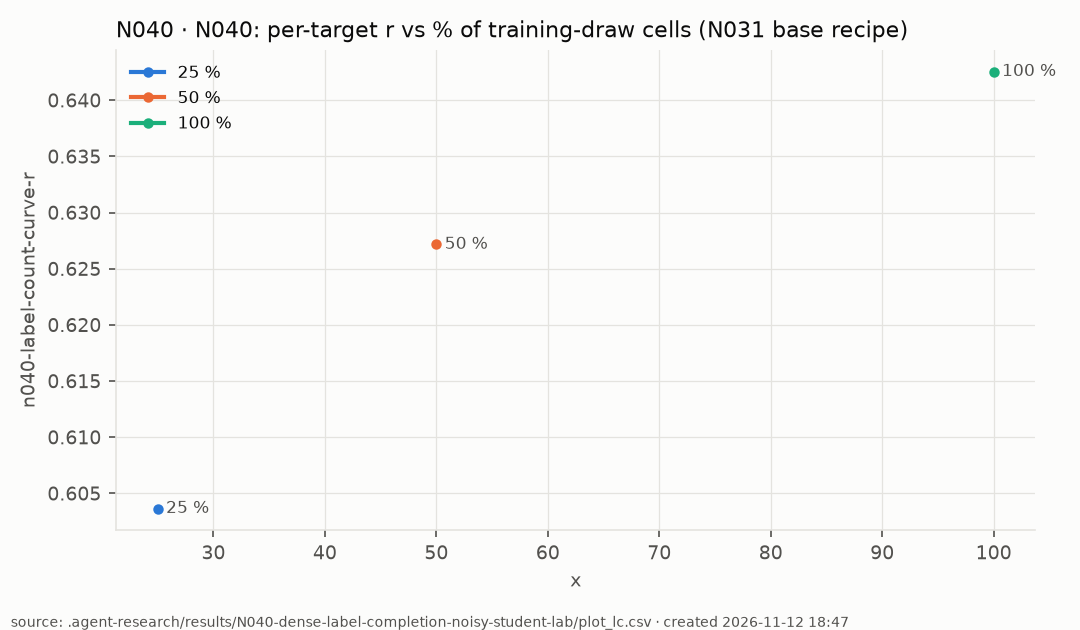 N040 · N040: per-target r vs % of training-draw cells (N031 base recipe)
25 %
50 %
100 %
100 %
50 %
25 %
n040-label-count-curve-r
0.640
0.635
0.630
0.625
0.620
0.615
0.610
0.605
30 40 50 60 70 80 90 100
x
source: .agent-research/results/N040-dense-label-completion-noisy-student-lab/plot_lc.csv · created 2026-11-12 18:47